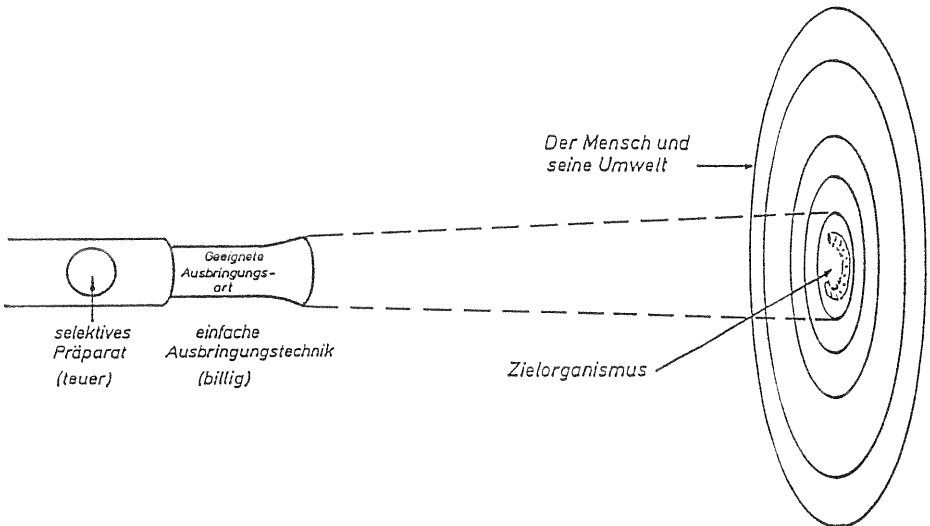 Der Mensch und
seine Umwelt
Geeignete
Ausbringungs-
art
selektives
Präparat
(teuer)
einfache
Ausbringungstechnik
(billig)
Zielorganismus